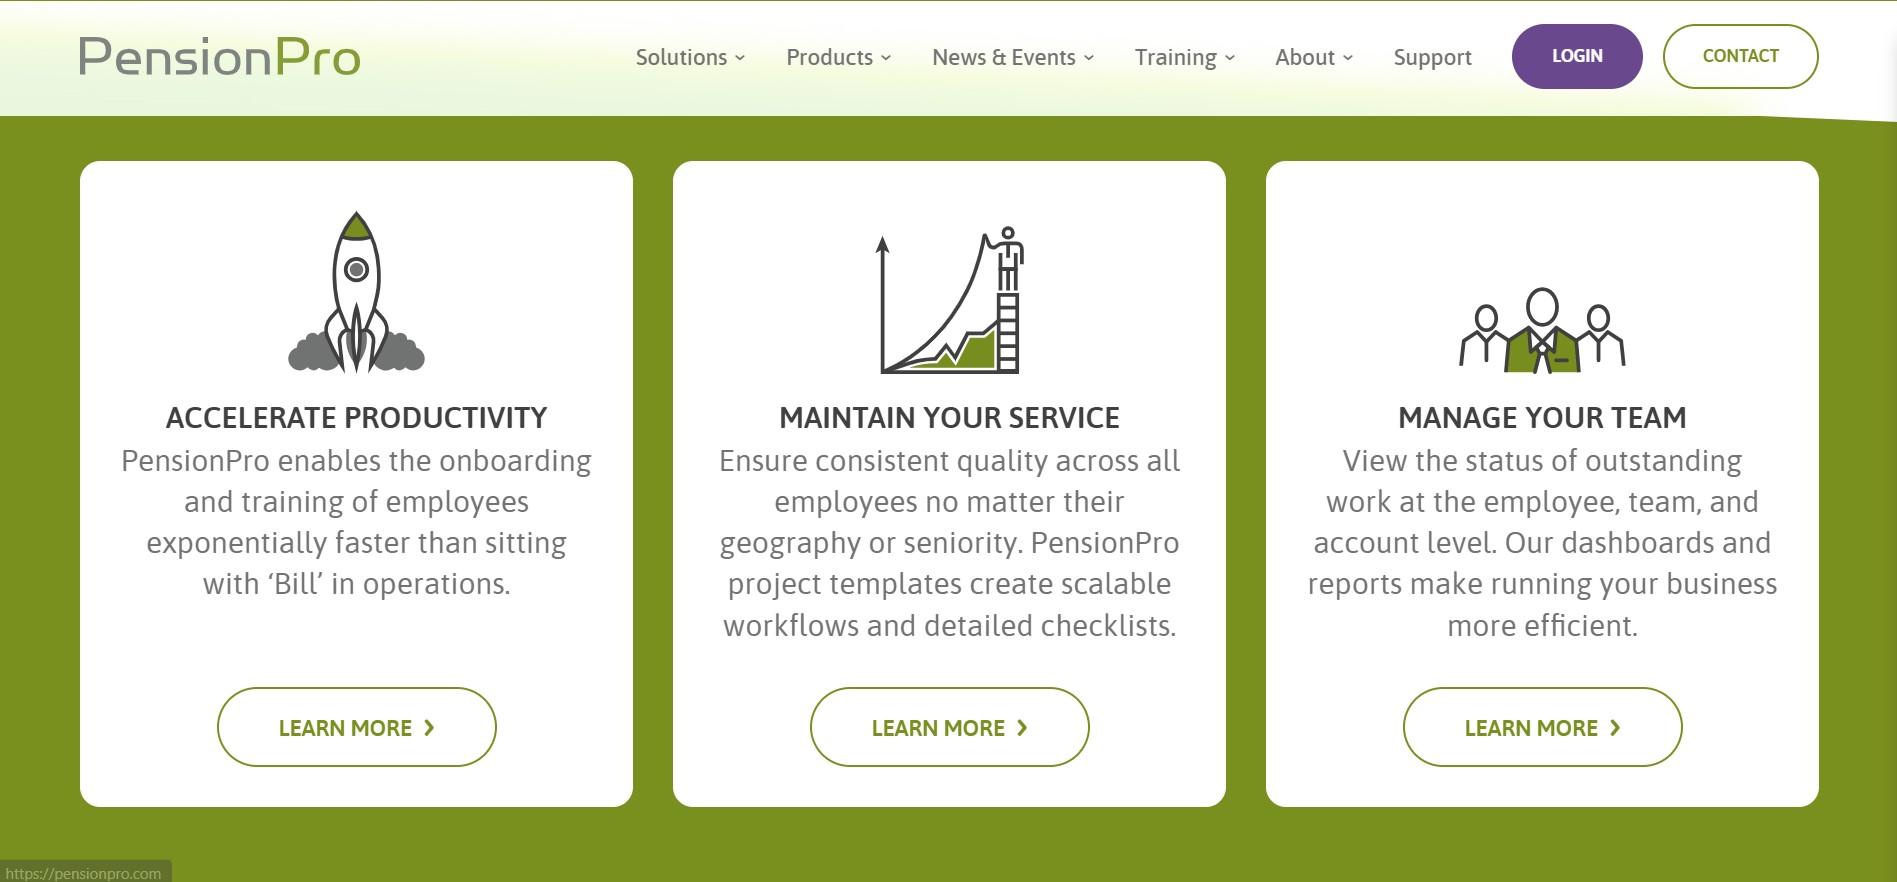 PensionPro
Solutions
Products
News & Events
Training
About
Support
LOGIN
CONTACT
ACCELERATE PRODUCTIVITY
PensionPro enables the onboarding
and training of employees
exponentially faster than sitting
with ‘Bill’ in operations.
LEARN MORE
MAINTAIN YOUR SERVICE
Ensure consistent quality across all
employees no matter their
geography or seniority. PensionPro
project templates create scalable
workflows and detailed checklists.
LEARN MORE
MANAGE YOUR TEAM
View the status of outstanding
work at the employee, team, and
account level. Our dashboards and
reports make running your business
more efficient.
LEARN MORE
https://pensionpro.com